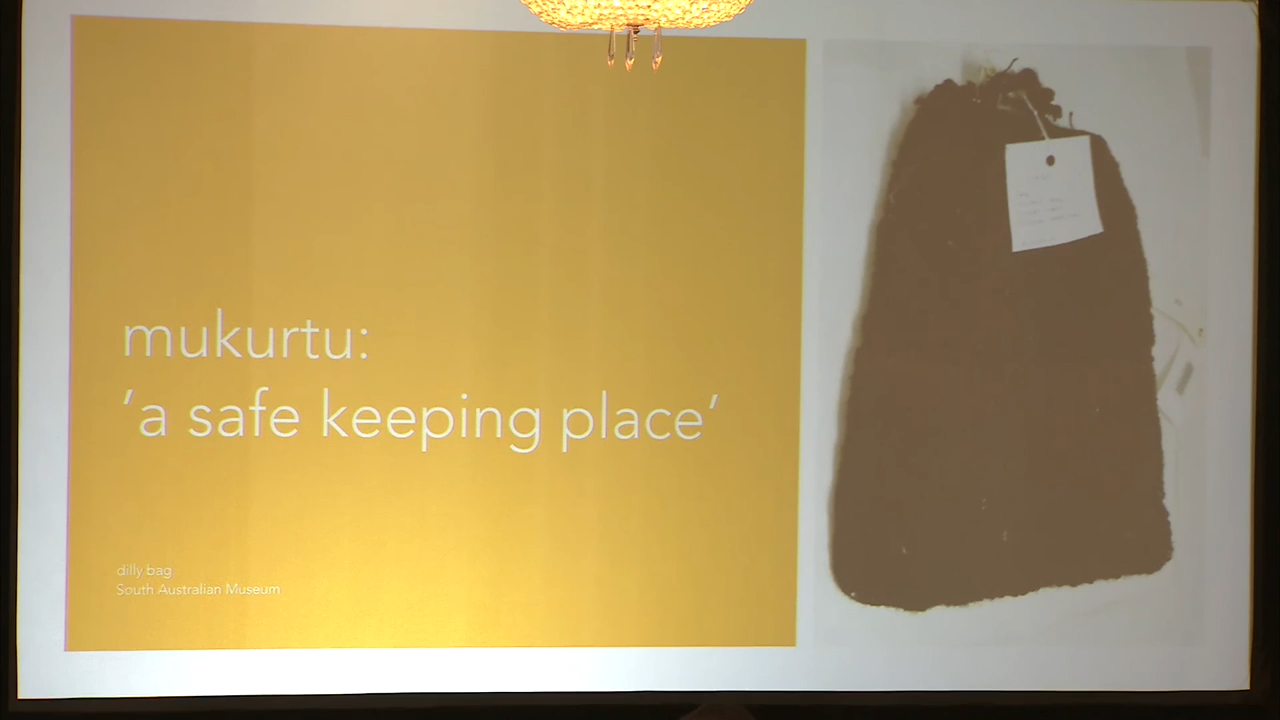 mukurtu:
‘a safe keeping place’
dilly bag
South Australian Museum